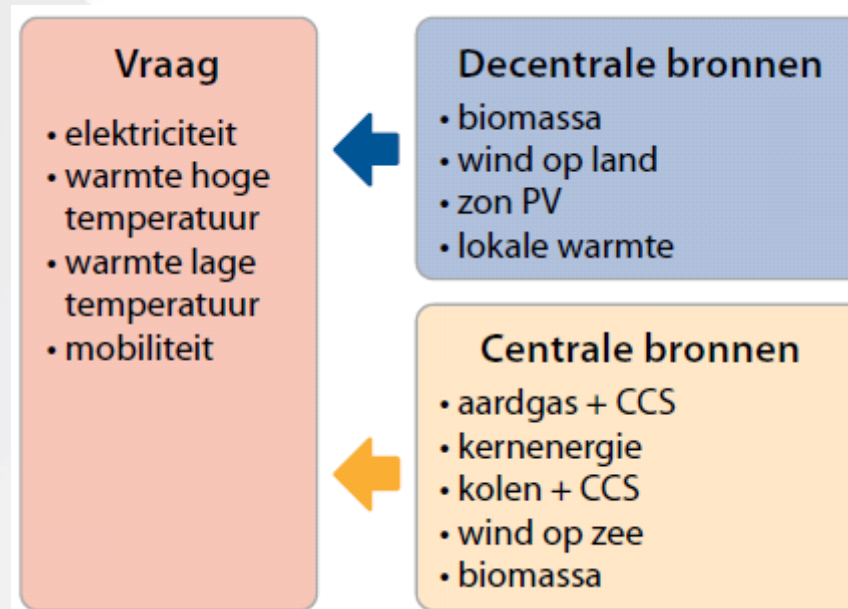 Vraag
• elektriciteit
• warmte hoge
temperatuur
• warmte lage
temperatuur
• mobiliteit
Decentrale bronnen
• biomassa
• wind op land
• zon PV
• lokale warmte
Centrale bronnen
• aardgas + CCS
• kernenergie
• kolen + CCS
• wind op zee
• biomassa